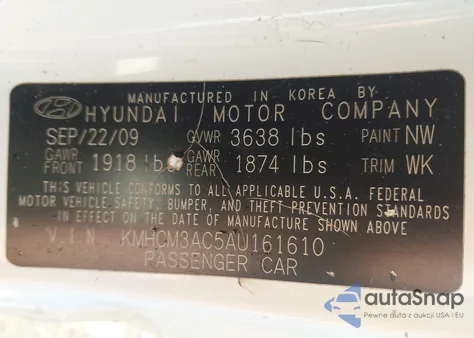 MANUFACTURED IN KOREA BY
HYUNDAI MOTOR COMPANY
SEP/22/09 GVWR 3638 lbs PAINT NW
GAWR FRONT 1918 lbs GAWR REAR 1874 lbs TRIM WK
THIS VEHICLE CONFORMS TO ALL APPLICABLE U.S.A. FEDERAL
MOTOR VEHICLE SAFETY, BUMPER, AND THEFT PREVENTION STANDARDS
IN EFFECT ON THE DATE OF MANUFACTURE SHOWN ABOVE
V I N KMHCM3AC5AU161610
PASSENGER CAR
autoSnap
Pewne auta z aukcji USA i EU